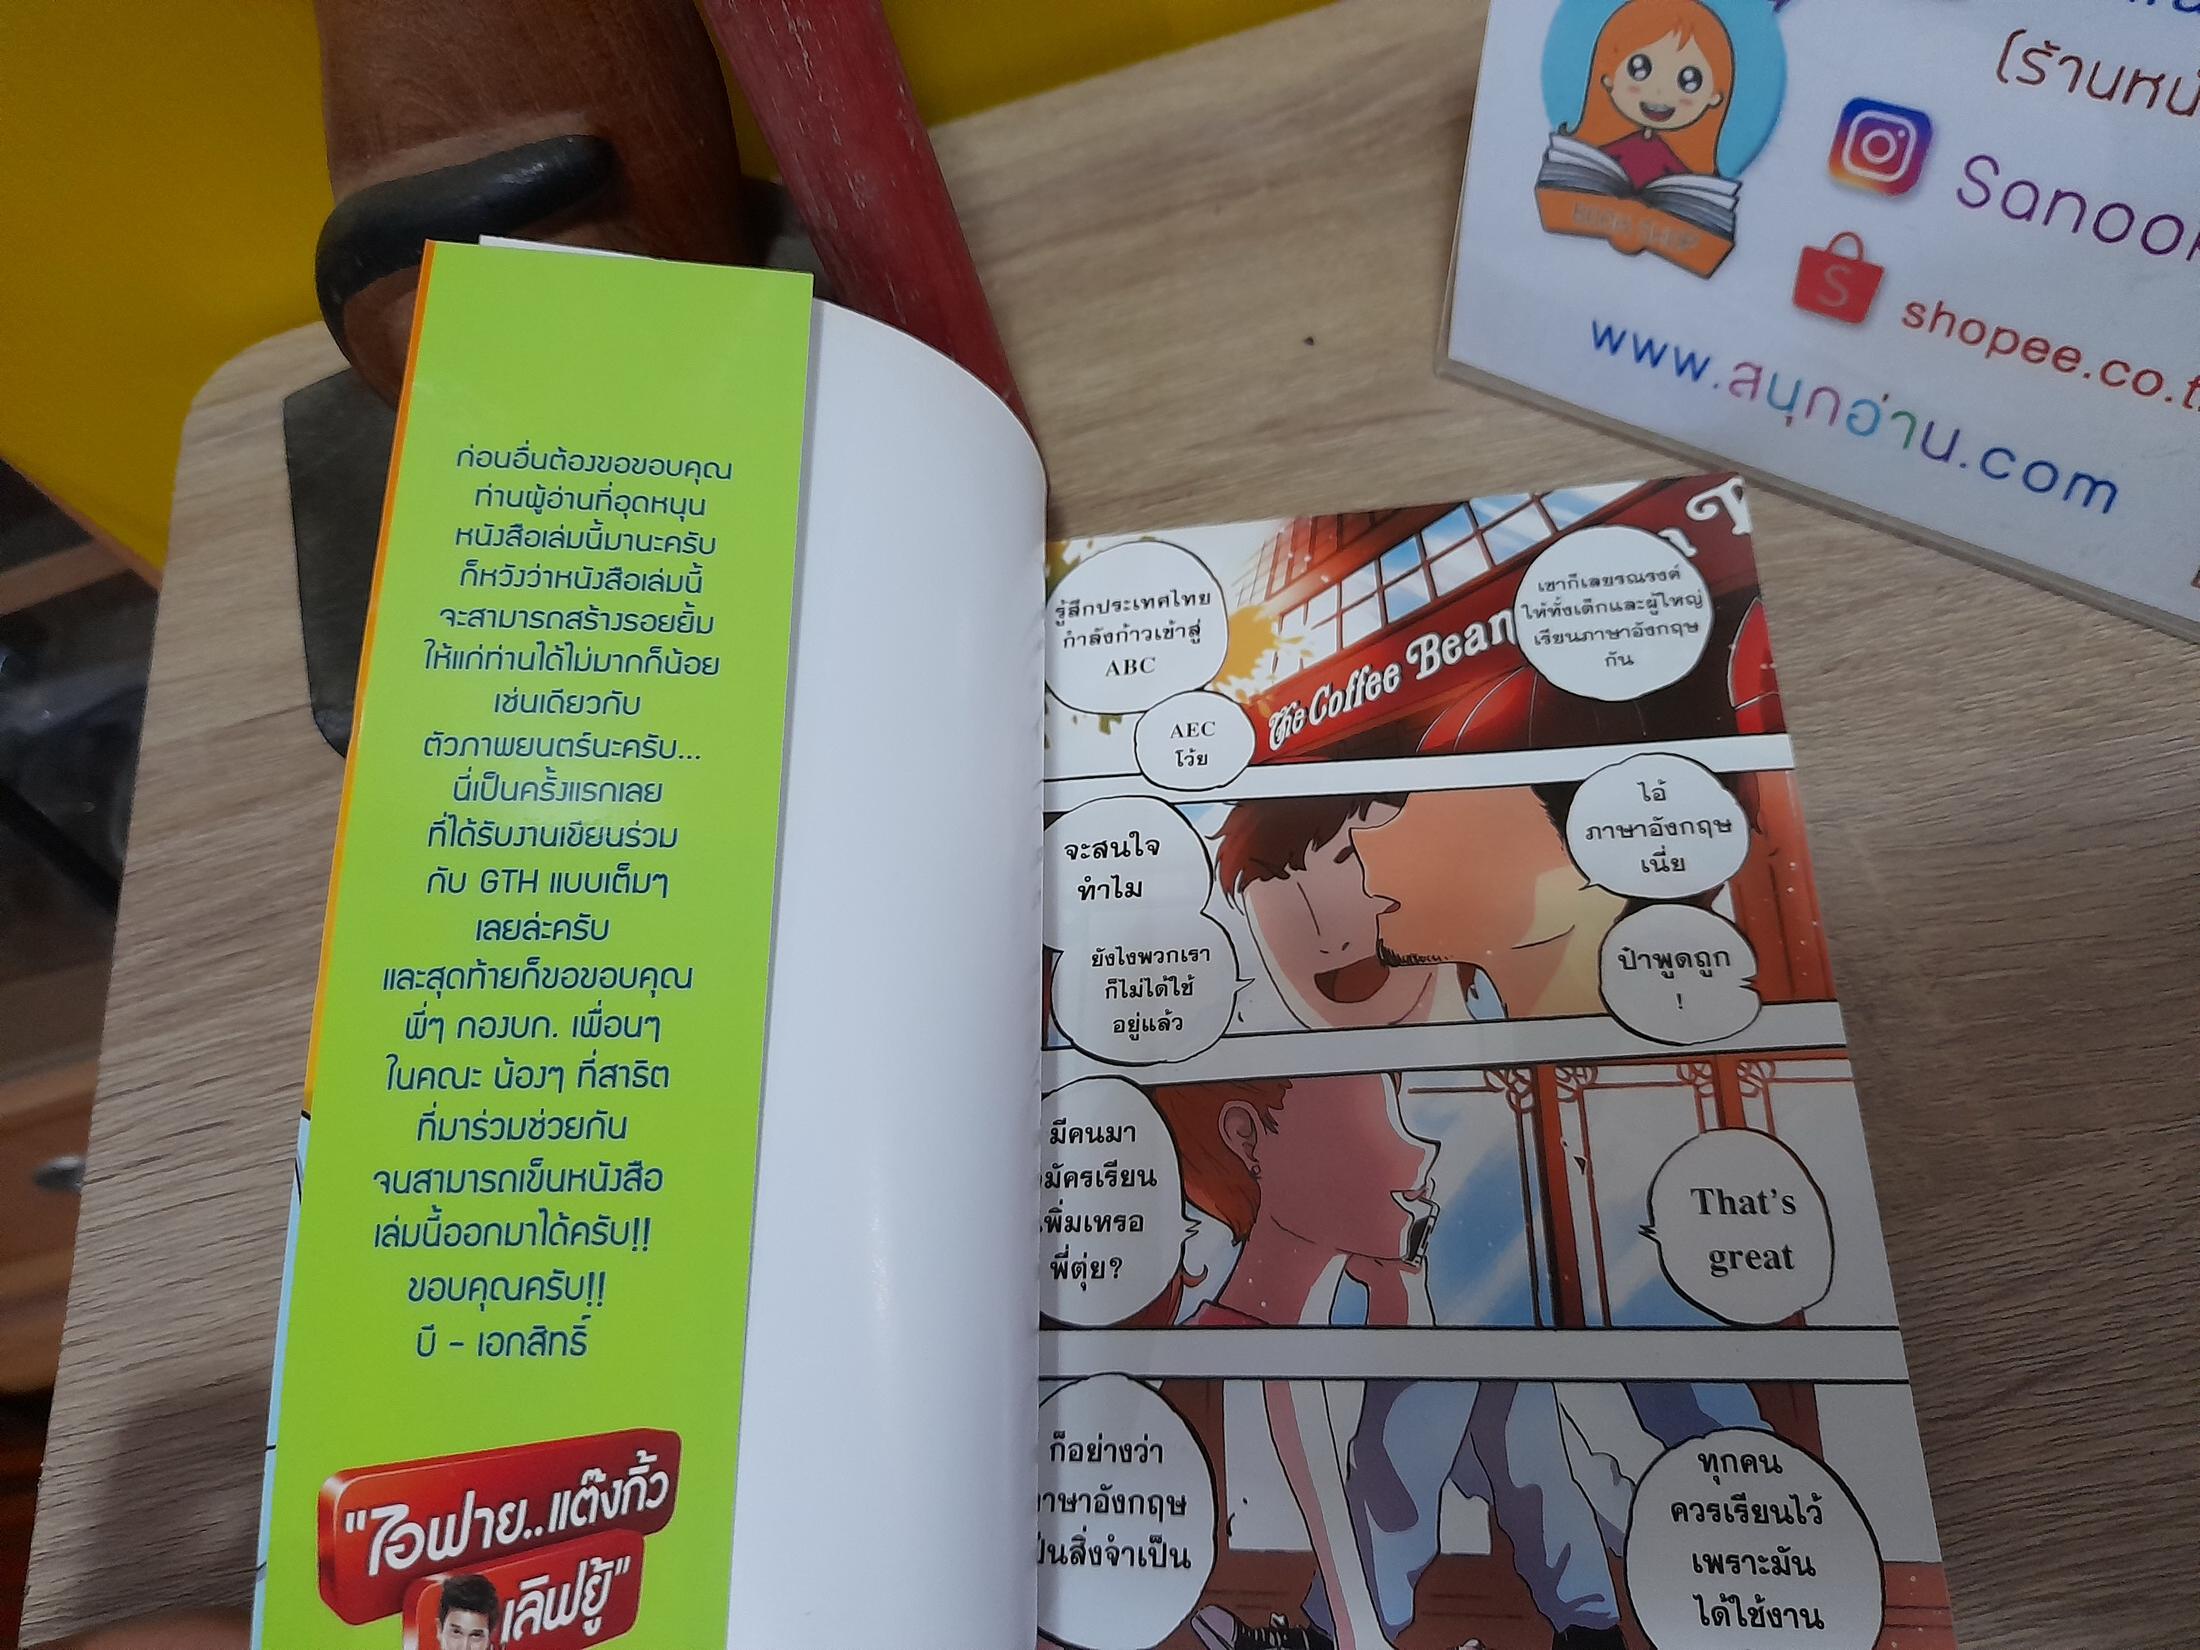 ก่อนอื่นต้องขอขอบคุณ
ท่านผู้อ่านที่อุดหนุน
หนังสือเล่มนี้มานะครับ
ก็หวังว่าหนังสือเล่มนี้
จะสามารถสร้างรอยยิ้ม
ให้แก่ท่านได้ไม่มากก็น้อย
เช่นเดียวกับ
ตัวภาพยนตร์นะครับ...
นี่เป็นครั้งแรกเลย
ที่ได้รับงานเขียนร่วม
กับ GTH แบบเต็มๆ
เลยล่ะครับ
และสุดท้ายก็ขอขอบคุณ
พี่ๆ กองบก. เพื่อนๆ
ในคณะ น้องๆ ที่สาธิต
ที่มาร่วมช่วยกัน
จนสามารถเข็นหนังสือ
เล่มนี้ออกมาได้ครับ!!
ขอบคุณครับ!!
บี - เอกสิทธิ์
"ไอฟาย..แต๊งกิ้ว
เลิฟยู้"
รู้สึกประเทศไทย
กำลังก้าวเข้าสู่
ABC
AEC
โว้ย
The Coffee Bean
เขาก็เลยรณรงค์
ให้ทั้งเด็กและผู้ใหญ่
เรียนภาษาอังกฤษ
กัน
จะสนใจ
ทำไม
ยังไงพวกเรา
ก็ไม่ได้ใช้
อยู่แล้ว
ไอ้
ภาษาอังกฤษ
เนี่ย
ป๋าพูดถูก
!
มีคนมา
มัครเรียน
พิ่มเหรอ
พี่ตุ่ย?
That's
great
ก็อย่างว่า
าษาอังกฤษ
ป็นสิ่งจำเป็น
ทุกคน
ควรเรียนไว้
เพราะมัน
ได้ใช้งาน
BOOK SHOP
(ร้านหนั
Sanook
shopee.co.t
www.สนุกอ่าน.com